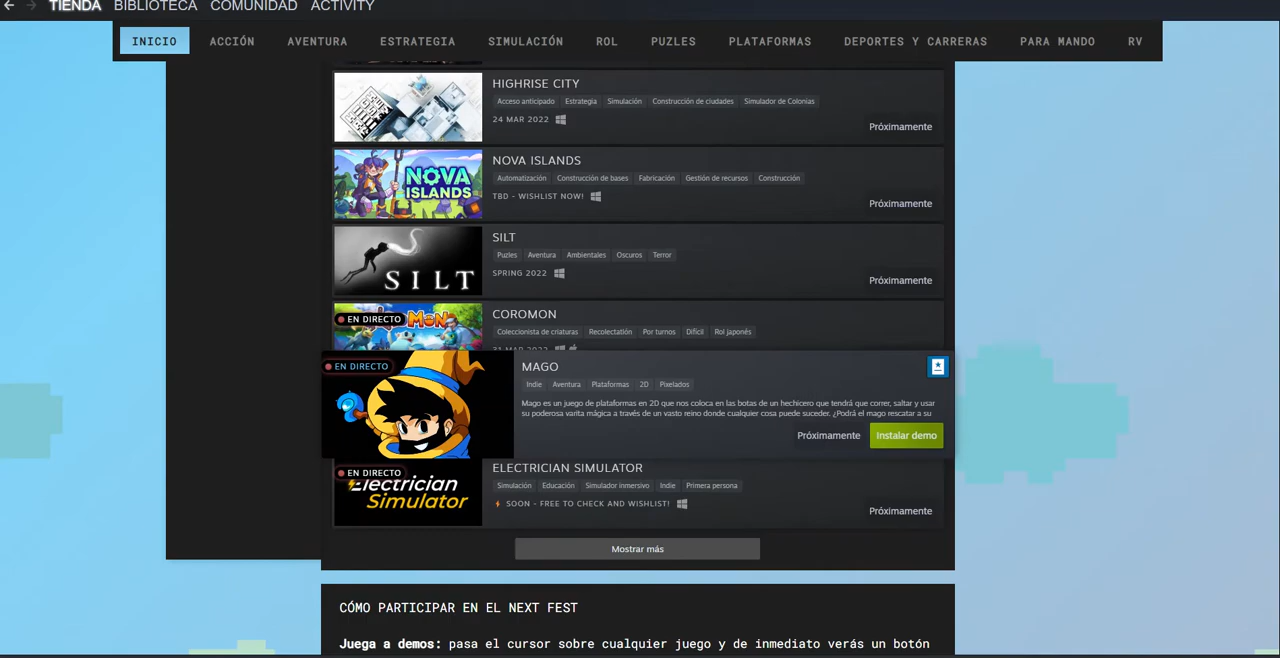 TIENDA BIBLIOTECA COMUNIDAD ACTIVITY
INICIO ACCIÓN AVENTURA ESTRATEGIA SIMULACIÓN ROL PUZLES PLATAFORMAS DEPORTES Y CARRERAS PARA MANDO RV
HIGHRISE CITY
Acceso anticipado Estrategia Simulación Construcción de ciudades Simulador de Colonias
24 MAR 2022
Próximamente
NOVA ISLANDS
NOVA ISLANDS
Automatización Construcción de bases Fabricación Gestión de recursos Construcción
TBD - WISHLIST NOW!
Próximamente
SILT
SILT
Puzles Aventura Ambientales Oscuros Terror
SPRING 2022
Próximamente
EN DIRECTO
COROMON
Coleccionista de criaturas Recolectatión Por turnos Difícil Rol japonés
31 MAR 2022
EN DIRECTO
MAGO
Indie Aventura Plataformas 2D Pixelados
Mago es un juego de plataformas en 2D que nos coloca en las botas de un hechicero que tendrá que correr, saltar y usar
su poderosa varita mágica a través de un vasto reino donde cualquier cosa puede suceder. ¿Podrá el mago rescatar a su
Próximamente Instalar demo
EN DIRECTO
Electrician
Simulator
ELECTRICIAN SIMULATOR
Simulación Educación Simulador inmersivo Indie Primera persona
SOON - FREE TO CHECK AND WISHLIST!
Próximamente
Mostrar más
CÓMO PARTICIPAR EN EL NEXT FEST
Juega a demos: pasa el cursor sobre cualquier juego y de inmediato verás un botón